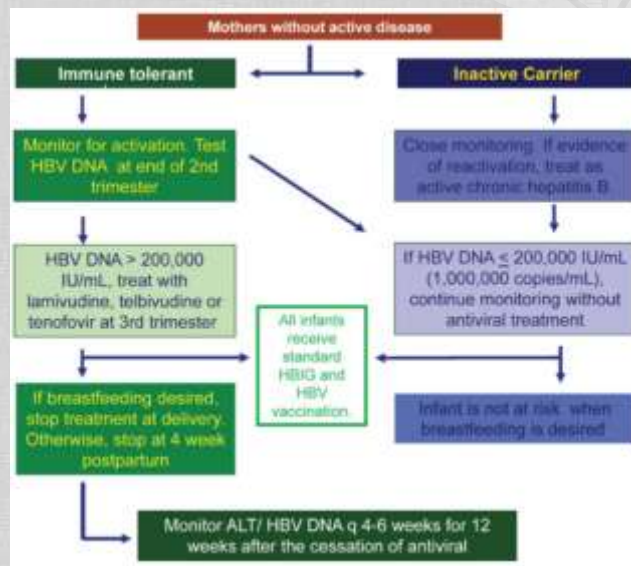 Mothers without active disease
Immune tolerant
Inactive Carrier
Monitor for activation. Test
HBV DNA at end of 2nd
trimester
Close monitoring. If evidence
of reactivation, treat as
active chronic hepatitis B
HBV DNA > 200,000
IU/mL, treat with
lamivudine, telbivudine or
tenofovir at 3rd trimester
If HBV DNA ≤ 200,000 IU/mL
(1,000,000 copies/mL),
continue monitoring without
antiviral treatment
All infants
receive
standard
HBIG and
HBV
vaccination.
If breastfeeding desired,
stop treatment at delivery.
Otherwise, stop at 4 week
postpartum
Infant is not at risk when
breastfeeding is desired
Monitor ALT/ HBV DNA q 4-6 weeks for 12
weeks after the cessation of antiviral